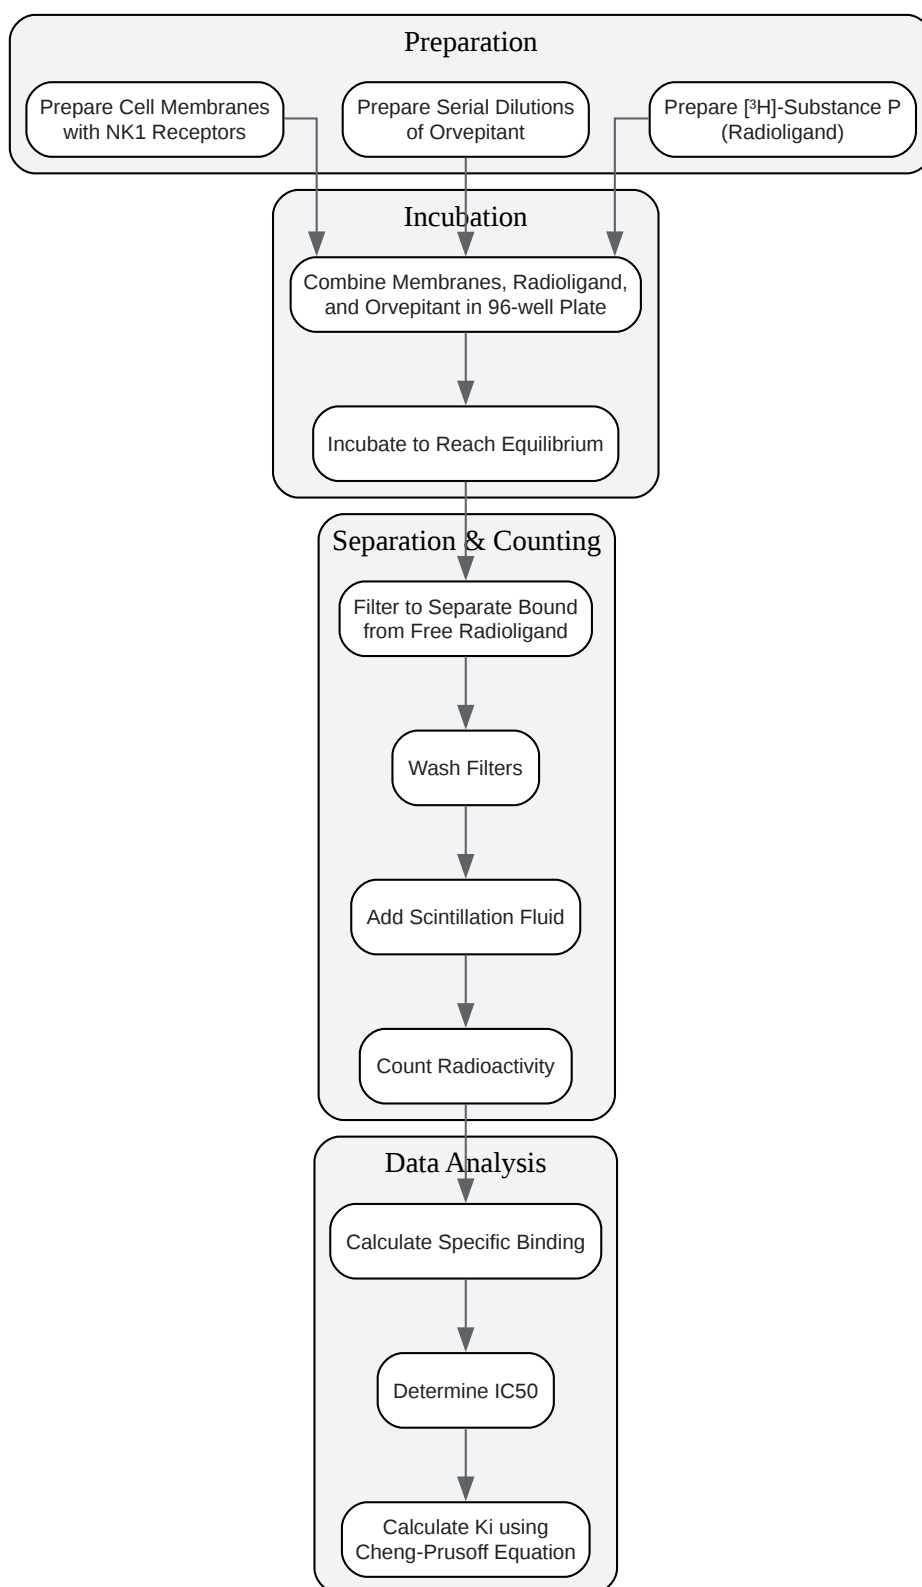 Preparation
Prepare Cell Membranes
with NK1 Receptors
Prepare Serial Dilutions
of Orvepitant
Prepare [³H]-Substance P
(Radioligand)
Incubation
Combine Membranes, Radioligand,
and Orvepitant in 96-well Plate
Incubate to Reach Equilibrium
Separation & Counting
Filter to Separate Bound
from Free Radioligand
Wash Filters
Add Scintillation Fluid
Count Radioactivity
Data Analysis
Calculate Specific Binding
Determine IC50
Calculate Ki using
Cheng-Prusoff Equation